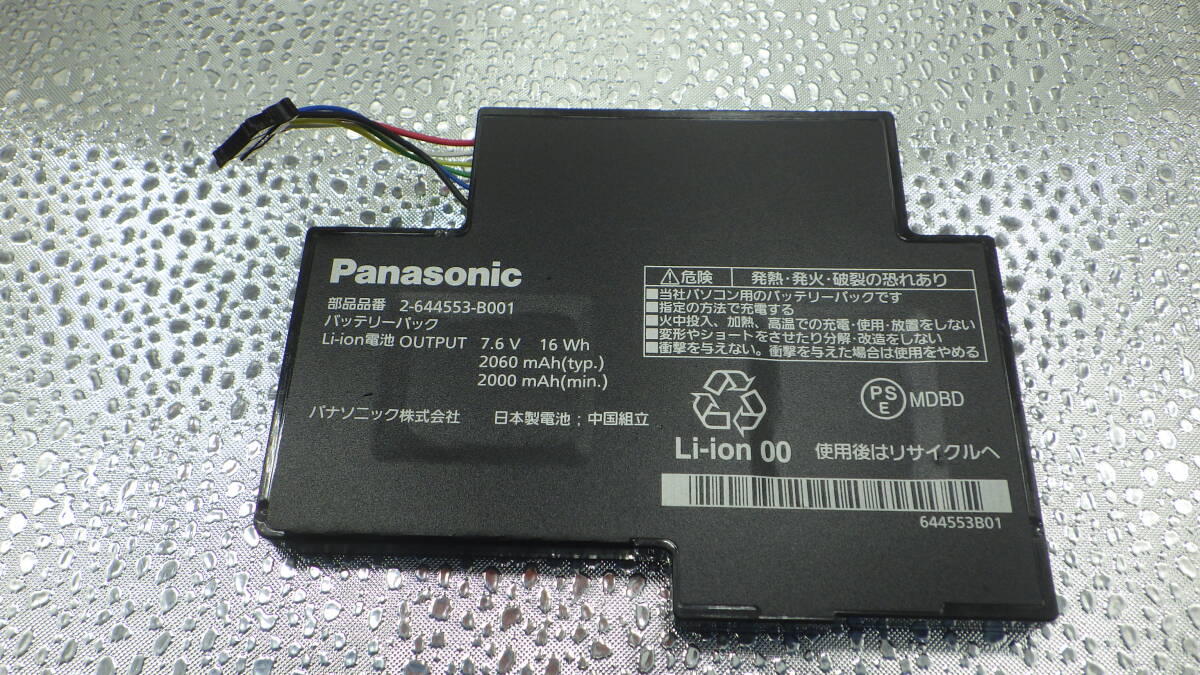 Panasonic
部品品番 2-644553-B001
バッテリーパック
Li-ion電池 OUTPUT 7.6 V 16 Wh
2060 mAh(typ.)
2000 mAh(min.)
パナソニック株式会社 日本製電池;中国組立
⚠危険 発熱・発火・破裂の恐れあり
■当社パソコン用のバッテリーパックです
■指定の方法で充電する
■火中投入、加熱、高温での充電・使用・放置をしない
■変形やショートをさせたり分解・改造をしない
■衝撃を与えない。衝撃を与えた場合は使用をやめる
PSE MDBD
Li-ion 00 使用後はリサイクルへ
644553B01